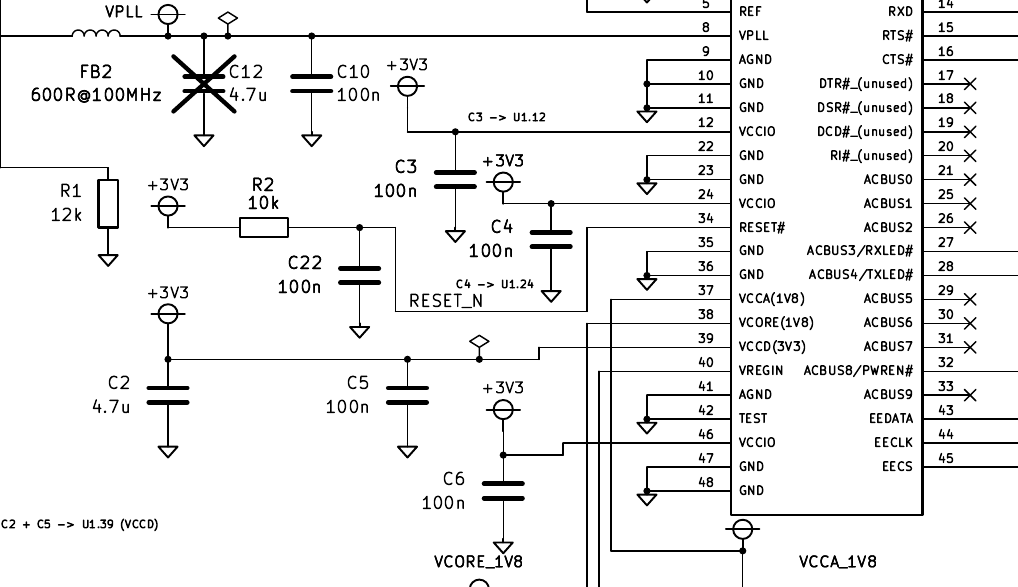 5 REF RXD 14
VPLL
8 VPLL RTS# 15
9 AGND CTS# 16
+3V3
FB2 C12 C10
600R@100MHz 4.7u 100n
10 GND DTR#_(unused) 17
11 GND DSR#_(unused) 18
C3 -> U1.12
12 VCCIO DCD#_(unused) 19
22 GND RI#_(unused) 20
C3 +3V3
100n
23 GND ACBUS0 21
R1 +3V3 R2
12k 10k
24 VCCIO ACBUS1 25
34 RESET# ACBUS2 26
C4
100n
35 GND ACBUS3/RXLED# 27
C22
100n
36 GND ACBUS4/TXLED# 28
C4 -> U1.24
+3V3
RESET_N
37 VCCA(1V8) ACBUS5 29
38 VCORE(1V8) ACBUS6 30
39 VCCD(3V3) ACBUS7 31
40 VREGIN ACBUS8/PWREN# 32
C2 C5 +3V3
4.7u 100n
41 AGND ACBUS9 33
42 TEST EEDATA 43
46 VCCIO EECLK 44
47 GND EECS 45
C6
100n
48 GND
C2 + C5 -> U1.39 (VCCD)
VCORE_1V8 VCCA_1V8